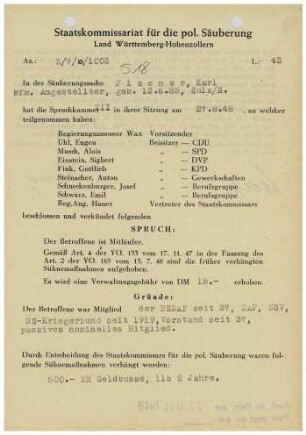 Staatskommissariat für die pol. Säuberung
Land Württemberg-Hohenzollern
Az.:
518
43
In der Säuberungssache Fischer, Karl
Kfm. Angestellter, geb. 13.6.88, Sulz/N.
hat die Spruchkammer III in ihrer Sitzung am 27.8.48, an welcher
teilgenommen haben:
Regierungsassessor Wax Vorsitzender
Uhl, Eugen Beisitzer — CDU
Musch, Alois „ — SPD
Einstein, Sigbert „ — DVP
Fink, Gottlieb „ — KPD
Steinacher, Anton „ — Gewerkschaften
Schneckenburger, Josef „ — Berufsgruppe
Schwarz, Emil „ — Berufsgruppe
Reg.Ang. Hauer Vertreter des Staatskommissars
beschlossen und verkündet folgenden
SPRUCH:
Der Betroffene ist Mitläufer.
Gemäß Art. 4 der VO. 133 vom 17. 11. 47 in der Fassung des
Art. 2 der VO. 165 vom 13. 7. 48 sind die früher verhängten
Sühnemaßnahmen aufgehoben.
Es wird eine Verwaltungsgebühr von DM 15.- erhoben.
Gründe:
Der Betroffene war Mitglied der NSDAP seit 37, DAF, NSV,
NS-Kriegerbund seit 1919, Vorstand seit 37,
passives nominelles Mitglied.
Durch Entscheidung des Staatskommissars für die pol. Säuberung waren fol-
gende Sühnemaßnahmen verhängt worden:
500.- RM Geldbusse, 11b 2 Jahre.